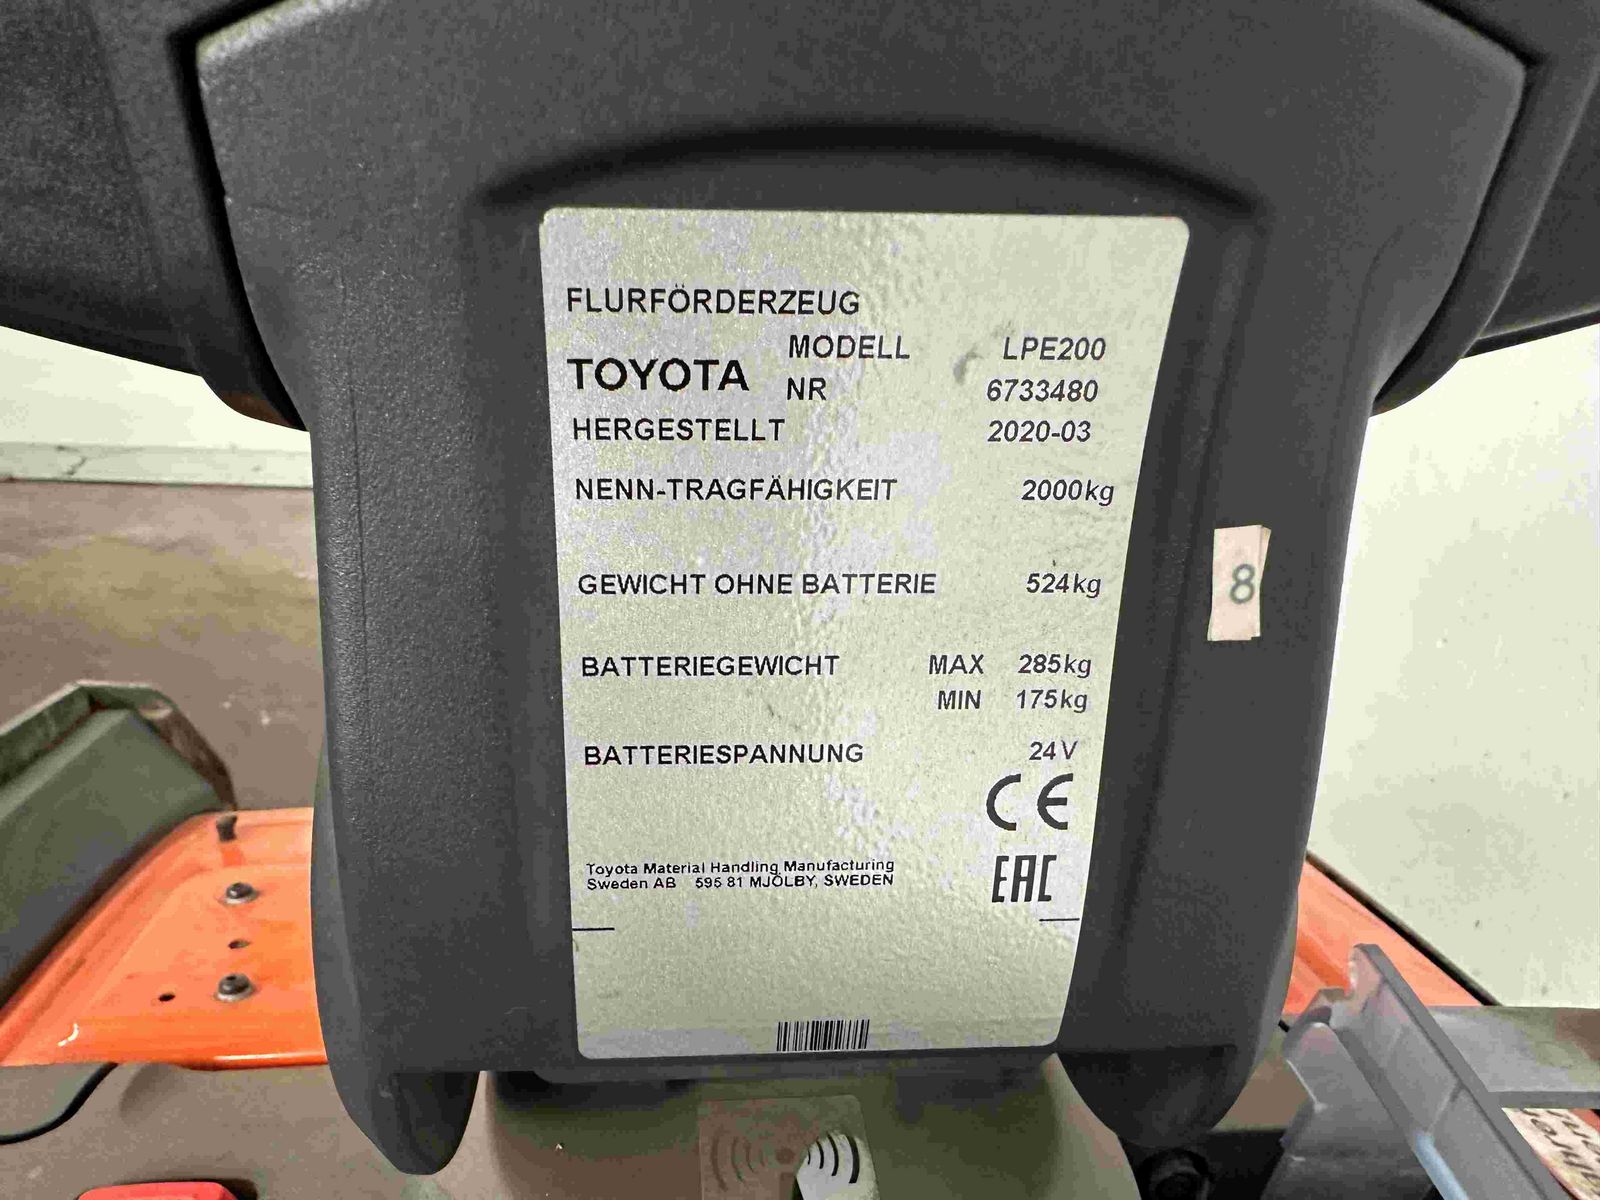 FLURFÖRDERZEUG
MODELL LPE200
TOYOTA
NR 6733480
HERGESTELLT 2020-03
NENN-TRAGFÄHIGKEIT 2000kg
GEWICHT OHNE BATTERIE 524kg
8
BATTERIEGEWICHT MAX 285kg
MIN 175kg
BATTERIESPANNUNG 24V
CE
Toyota Material Handling Manufacturing
Sweden AB 595 81 MJÖLBY, SWEDEN
EAC